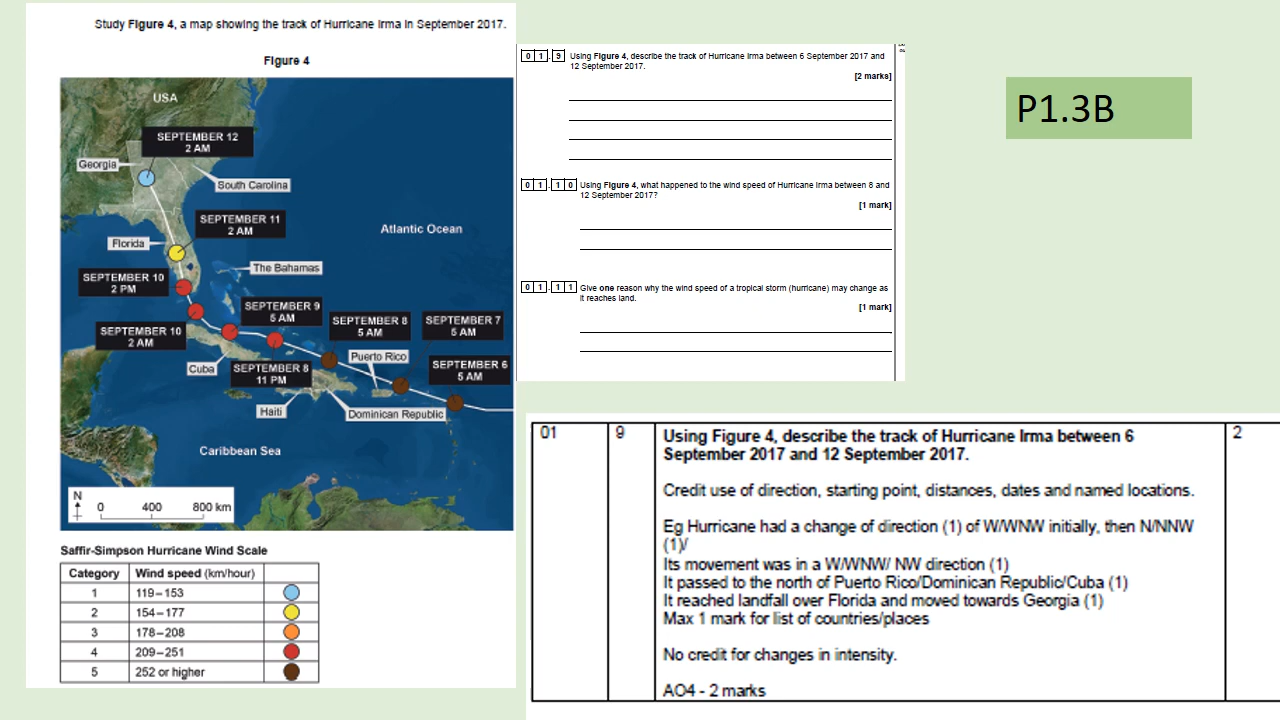 Study Figure 4, a map showing the track of Hurricane Irma in September 2017.
Figure 4
USA
SEPTEMBER 12
2 AM
Georgia
South Carolina
SEPTEMBER 11
2 AM
Atlantic Ocean
Florida
The Bahamas
SEPTEMBER 10
2 PM
SEPTEMBER 9
5 AM
SEPTEMBER 8
5 AM
SEPTEMBER 7
5 AM
SEPTEMBER 10
2 AM
Puerto Rico
Cuba
SEPTEMBER 8
11 PM
SEPTEMBER 6
5 AM
Haiti
Dominican Republic
Caribbean Sea
N
0 400 800 km
Saffir-Simpson Hurricane Wind Scale
Category Wind speed (km/hour)
1 119–153
2 154–177
3 178–208
4 209–251
5 252 or higher
0 1 . 9 Using Figure 4, describe the track of Hurricane Irma between 6 September 2017 and
12 September 2017.
[2 marks]
0 1 . 1 0 Using Figure 4, what happened to the wind speed of Hurricane Irma between 8 and
12 September 2017?
[1 mark]
0 1 . 1 1 Give one reason why the wind speed of a tropical storm (hurricane) may change as
it reaches land.
[1 mark]
P1.3B
01 9 Using Figure 4, describe the track of Hurricane Irma between 6 2
September 2017 and 12 September 2017.
Credit use of direction, starting point, distances, dates and named locations.
Eg Hurricane had a change of direction (1) of W/WNW initially, then N/NNW
(1)/
Its movement was in a W/WNW/ NW direction (1)
It passed to the north of Puerto Rico/Dominican Republic/Cuba (1)
It reached landfall over Florida and moved towards Georgia (1)
Max 1 mark for list of countries/places
No credit for changes in intensity.
AO4 - 2 marks